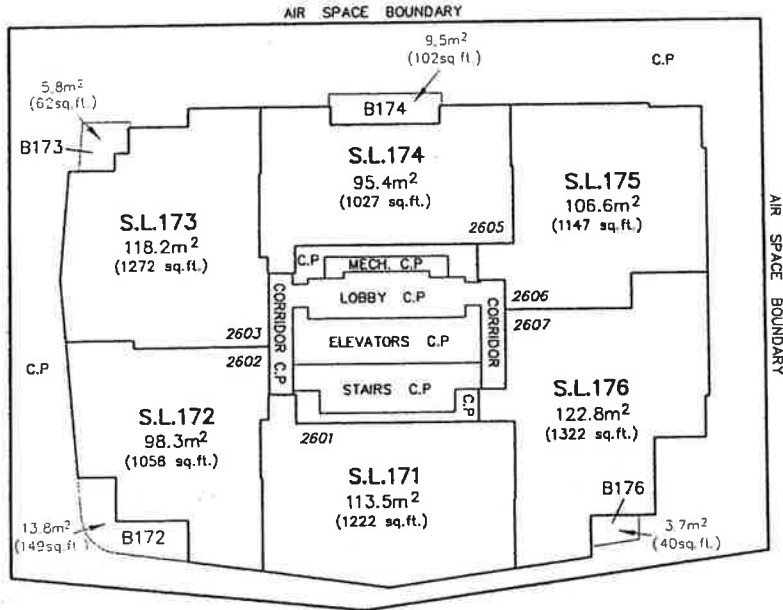 AIR SPACE BOUNDARY
9.5m²
(102sq.ft.)
C.P
5.8m²
(62sq.ft.)
B174
B173
S.L.174
95.4m²
(1027 sq.ft.)
2605
S.L.175
106.6m²
(1147 sq.ft.)
S.L.173
118.2m²
(1272 sq.ft.)
2603
AIR SPACE BOUNDARY
C.P
MECH. C.P
LOBBY C.P
CORRIDOR C.P
ELEVATORS C.P
CORRIDOR
STAIRS C.P
C.P
2606
2607
2602
C.P
S.L.172
98.3m²
(1058 sq.ft.)
S.L.176
122.8m²
(1322 sq.ft.)
2601
S.L.171
113.5m²
(1222 sq.ft.)
B176
13.8m²
(149sq.ft.)
B172
3.7m²
(40sq.ft.)